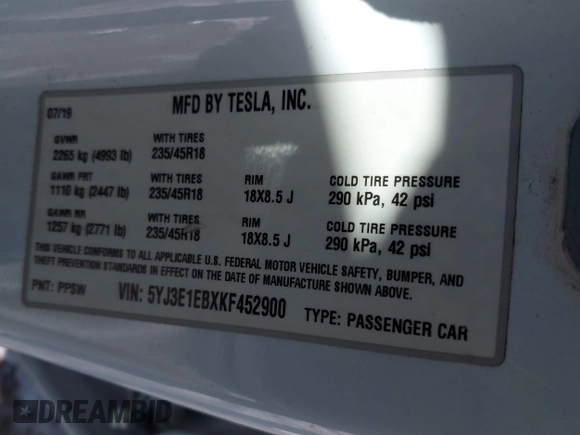 MFD BY TESLA, INC.
07/19
GVWR WITH TIRES
2265 kg (4993 lb) 235/45R18
GAWR FRT WITH TIRES RIM COLD TIRE PRESSURE
1110 kg (2447 lb) 235/45R18 18X8.5 J 290 kPa, 42 psi
GAWR RR WITH TIRES RIM COLD TIRE PRESSURE
1257 kg (2771 lb) 235/45R18 18X8.5 J 290 kPa, 42 psi
THIS VEHICLE CONFORMS TO ALL APPLICABLE U.S. FEDERAL MOTOR VEHICLE SAFETY, BUMPER, AND
THEFT PREVENTION STANDARDS IN EFFECT ON THE DATE OF MANUFACTURE SHOWN ABOVE.
PNT: PPSW VIN: 5YJ3E1EBXKF452900 TYPE: PASSENGER CAR
DREAMBID